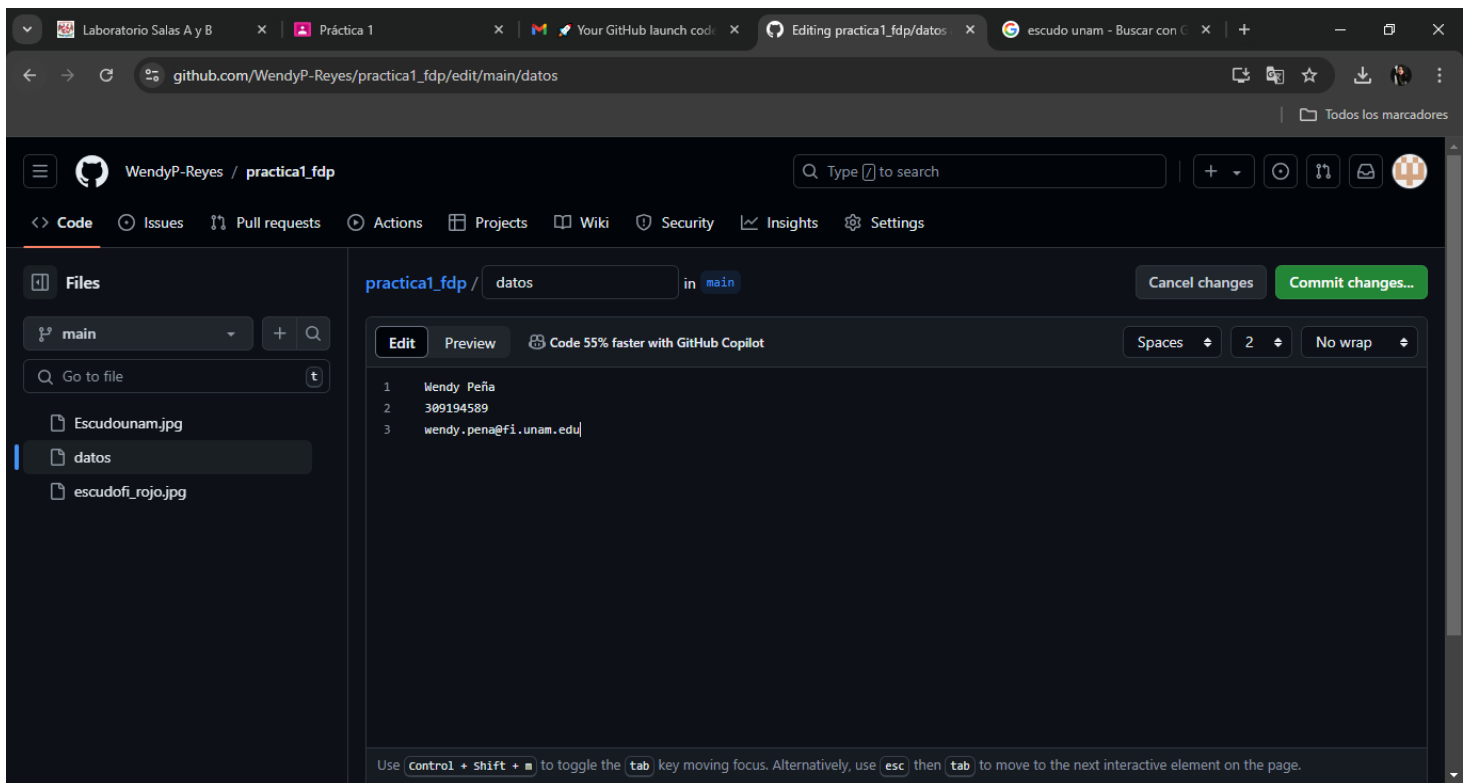 Laboratorio Salas A y B
Práctica 1
Your GitHub launch code
Editing practica1_fdp/datos
escudo unam - Buscar con G
github.com/WendyP-Reyes/practica1_fdp/edit/main/datos
Todos los marcadores
WendyP-Reyes / practica1_fdp
Type / to search
<> Code
Issues
Pull requests
Actions
Projects
Wiki
Security
Insights
Settings
Files
main
Go to file
t
Escudounam.jpg
datos
escudofi_rojo.jpg
practica1_fdp / datos in main
Cancel changes
Commit changes...
Edit
Preview
Code 55% faster with GitHub Copilot
Spaces
2
No wrap
1 Wendy Peña
2 309194589
3 wendy.pena@fi.unam.edu
Use Control + Shift + m to toggle the tab key moving focus. Alternatively, use esc then tab to move to the next interactive element on the page.